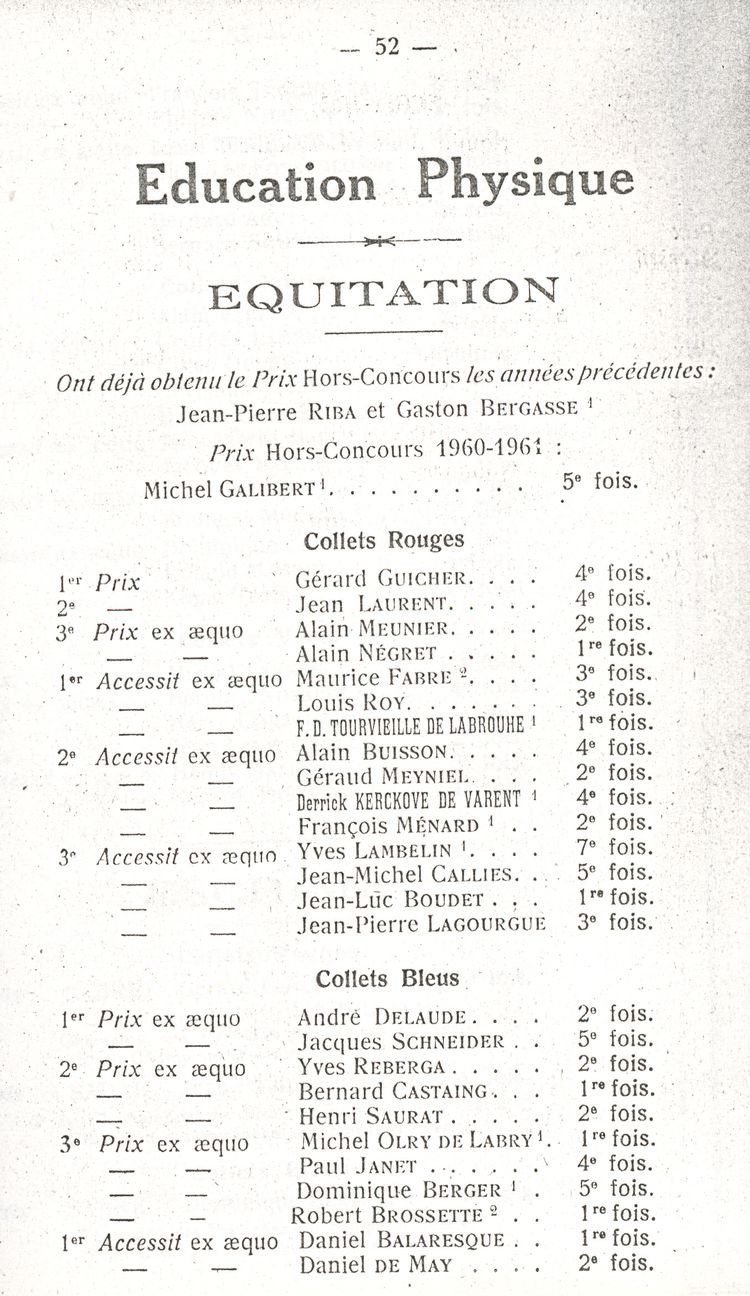 — 52 —
Education Physique
EQUITATION
Ont déjà obtenu le Prix Hors-Concours les années précédentes :
Jean-Pierre RIBA et Gaston BERGASSE 1
Prix Hors-Concours 1960-1961 :
Michel GALIBERT 1. . . . . . . . . . . 5e fois.
Collets Rouges
1er Prix Gérard GUICHER. . . . 4e fois.
2e — Jean LAURENT. . . . . 4e fois.
3e Prix ex æquo Alain MEUNIER. . . . . 2e fois.
— — Alain NÉGRET . . . . . 1re fois.
1er Accessit ex æquo Maurice FABRE 2. . . . 3e fois.
— — Louis ROY. . . . . . . 3e fois.
— — F. D. TOURVIEILLE DE LABROUHE 1 1re fois.
2e Accessit ex æquo Alain BUISSON. . . . . 4e fois.
— — Géraud MEYNIEL. . . . 2e fois.
— — Derrick KERCKOVE DE VARENT 1 4e fois.
— — François MÉNARD 1 . . 2e fois.
3e Accessit ex æquo Yves LAMBELIN 1. . . . 7e fois.
— — Jean-Michel CALLIES. . . 5e fois.
— — Jean-Luc BOUDET . . . 1re fois.
— — Jean-Pierre LAGOURGUE 3e fois.
Collets Bleus
1er Prix ex æquo André DELAUDE. . . . 2e fois.
— — Jacques SCHNEIDER . . 5e fois.
2e Prix ex æquo Yves REBERGA . . . . . 2e fois.
— — Bernard CASTAING. . . 1re fois.
— — Henri SAURAT . . . . . 2e fois.
3e Prix ex æquo Michel OLRY DE LABRY 1. 1re fois.
— — Paul JANET . . . . . . 4e fois.
— — Dominique BERGER 1 . 5e fois.
— — Robert BROSSETTE 2 . . 1re fois.
1er Accessit ex æquo Daniel BALARESQUE . . 1re fois.
— — Daniel DE MAY . . . . 2e fois.